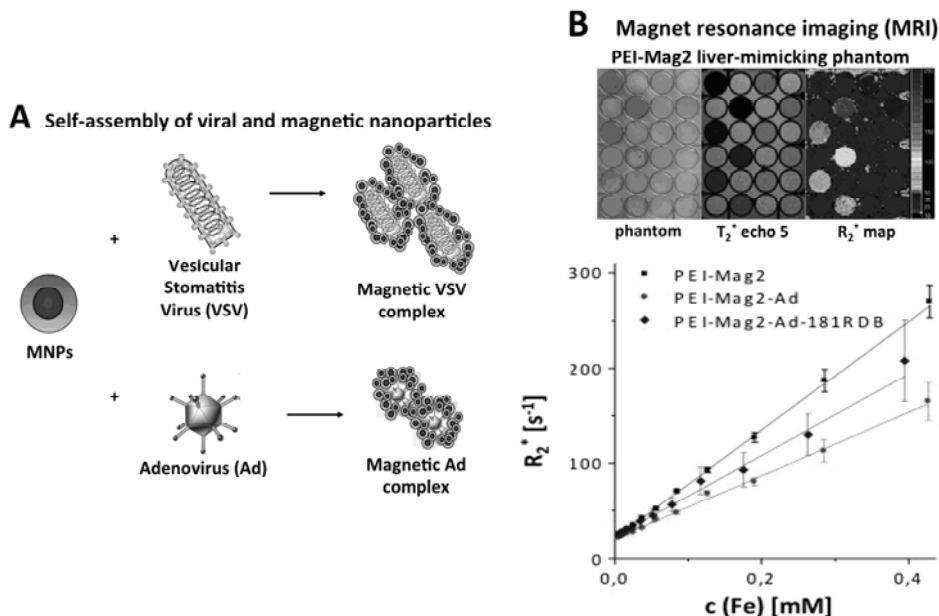 A Self-assembly of viral and magnetic nanoparticles
+
Vesicular
Stomatitis
Virus (VSV)
Magnetic VSV
complex
MNPs
+
Adenovirus (Ad)
Magnetic Ad
complex
B Magnet resonance imaging (MRI)
PEI-Mag2 liver-mimicking phantom
phantom
T2* echo 5
R2* map
PEI-Mag2
PEI-Mag2-Ad
PEI-Mag2-Ad-181RDB
R2* [s-1]
300
200
100
0
0,0
0,2
0,4
c (Fe) [mM]